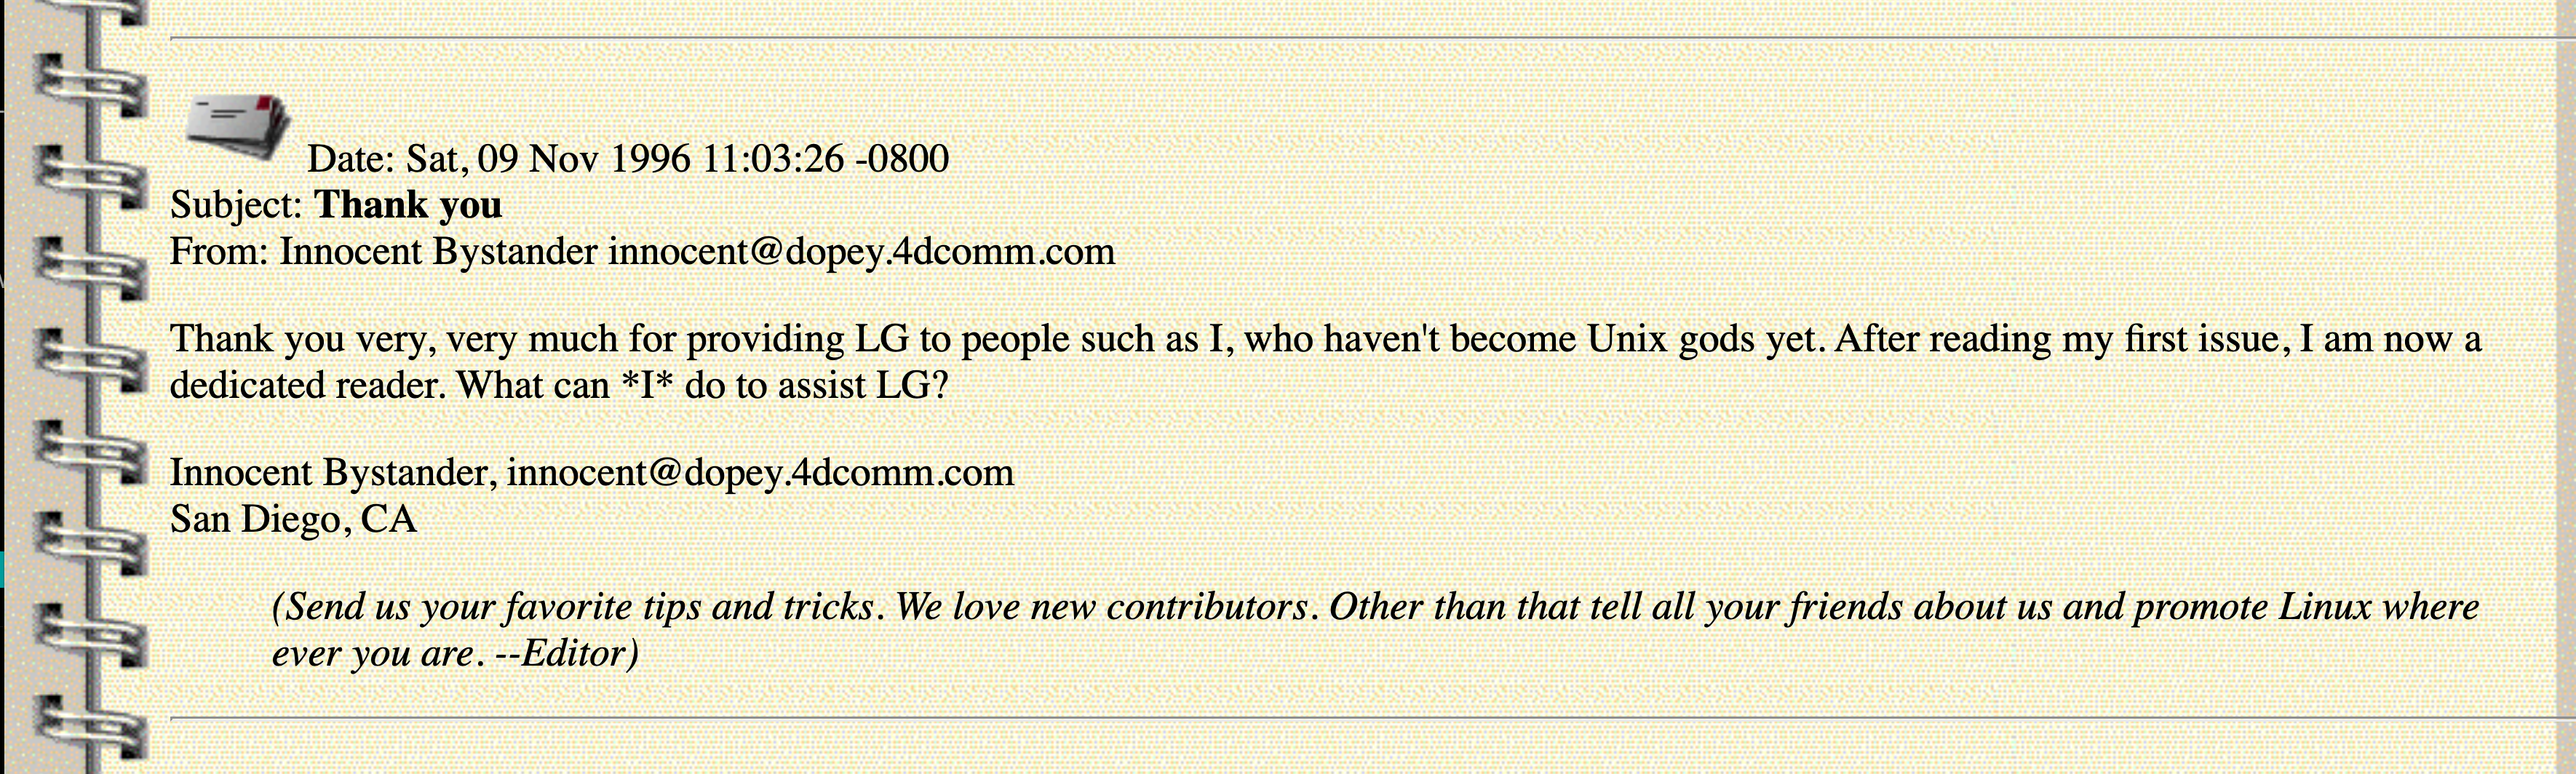 Date: Sat, 09 Nov 1996 11:03:26 -0800
Subject: Thank you
From: Innocent Bystander innocent@dopey.4dcomm.com
Thank you very, very much for providing LG to people such as I, who haven't become Unix gods yet. After reading my first issue, I am now a
dedicated reader. What can *I* do to assist LG?
Innocent Bystander, innocent@dopey.4dcomm.com
San Diego, CA
(Send us your favorite tips and tricks. We love new contributors. Other than that tell all your friends about us and promote Linux where
ever you are. --Editor)